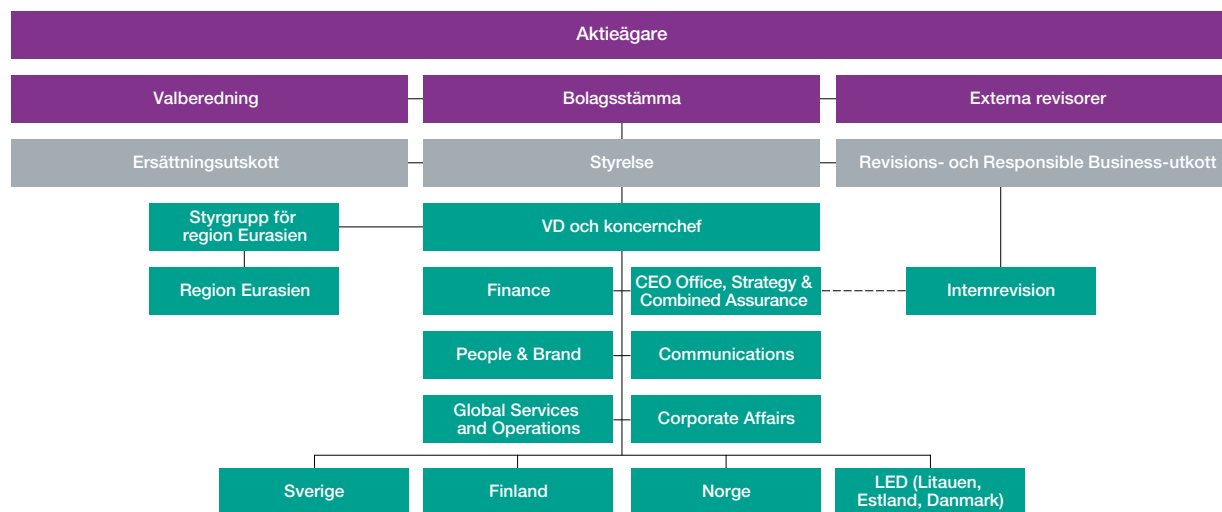 Aktieägare
Valberedning
Bolagsstämma
Externa revisorer
Ersättningsutskott
Styrelse
Revisions- och Responsible Business-utkott
Styrgrupp för
region Eurasien
VD och koncernchef
Region Eurasien
Finance
CEO Office, Strategy &
Combined Assurance
Internrevision
People & Brand
Communications
Global Services
and Operations
Corporate Affairs
Sverige
Finland
Norge
LED (Litauen,
Estland, Danmark)